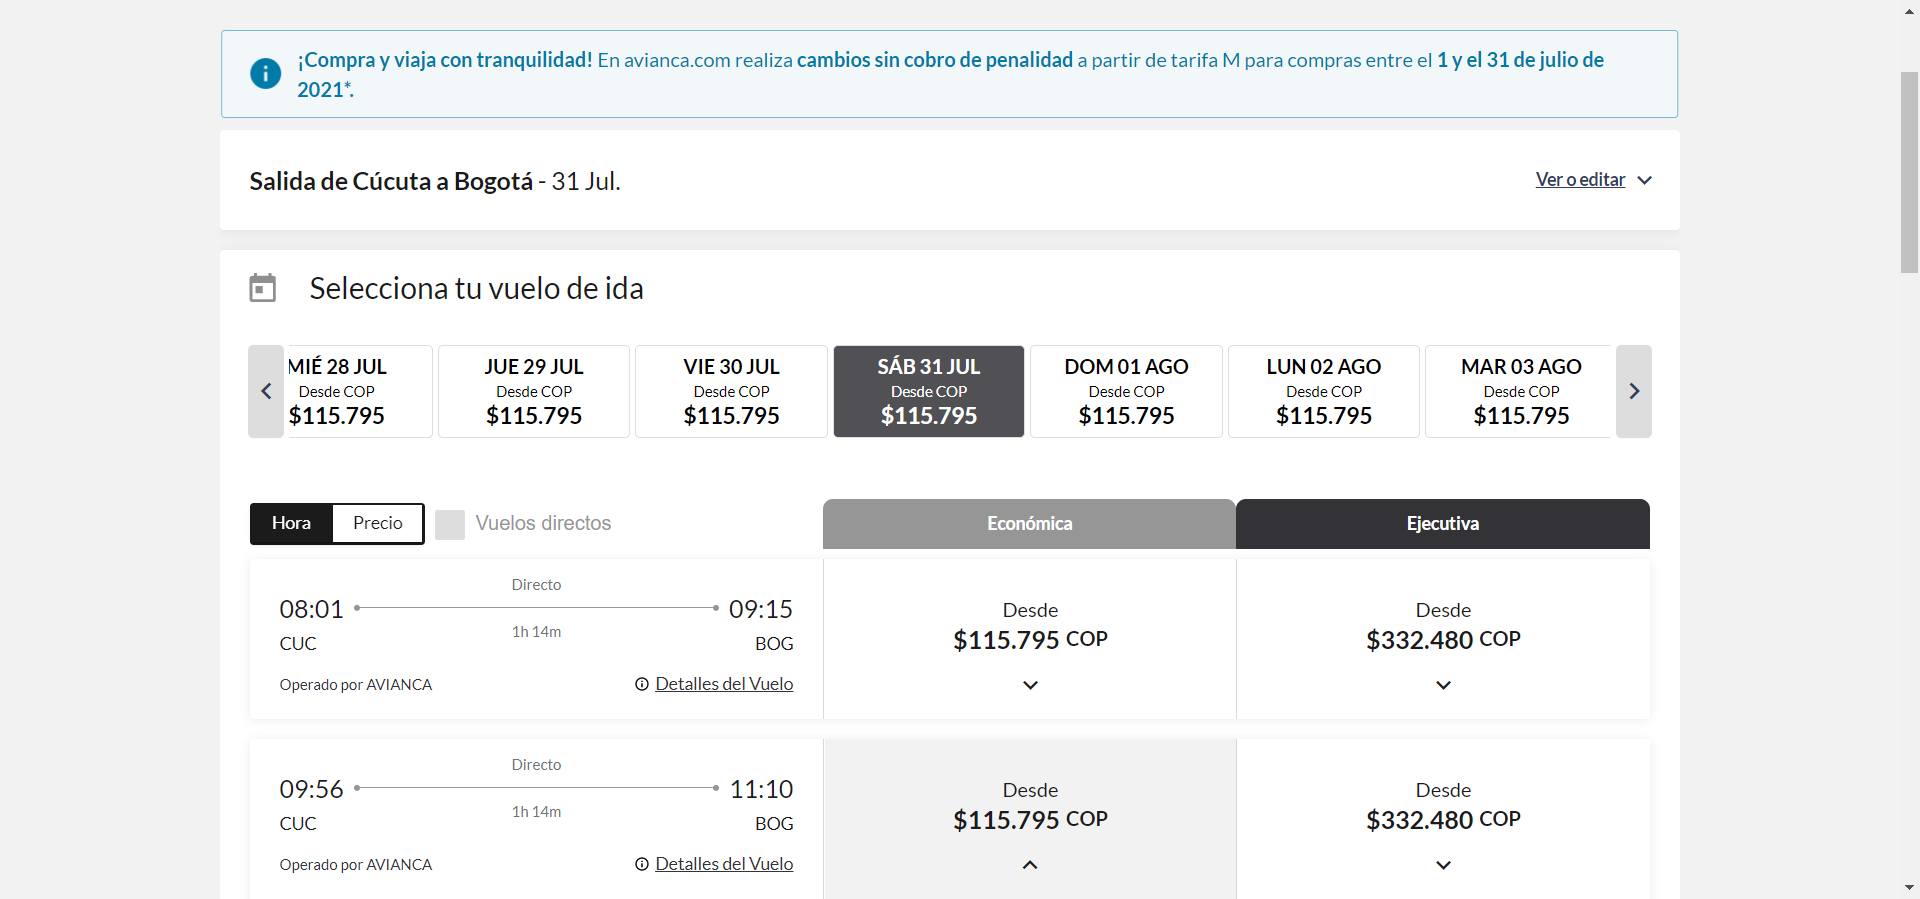 ¡Compra y viaja con tranquilidad! En avianca.com realiza cambios sin cobro de penalidad a partir de tarifa M para compras entre el 1 y el 31 de julio de
2021*.
Salida de Cúcuta a Bogotá - 31 Jul.
Ver o editar
Selecciona tu vuelo de ida
MIÉ 28 JUL
Desde COP
$115.795
JUE 29 JUL
Desde COP
$115.795
VIE 30 JUL
Desde COP
$115.795
SÁB 31 JUL
Desde COP
$115.795
DOM 01 AGO
Desde COP
$115.795
LUN 02 AGO
Desde COP
$115.795
MAR 03 AGO
Desde COP
$115.795
Hora
Precio
Vuelos directos
Económica
Ejecutiva
Directo
08:01
09:15
1h 14m
CUC
BOG
Operado por AVIANCA
Detalles del Vuelo
Desde
$115.795 COP
Desde
$332.480 COP
Directo
09:56
11:10
1h 14m
CUC
BOG
Operado por AVIANCA
Detalles del Vuelo
Desde
$115.795 COP
Desde
$332.480 COP